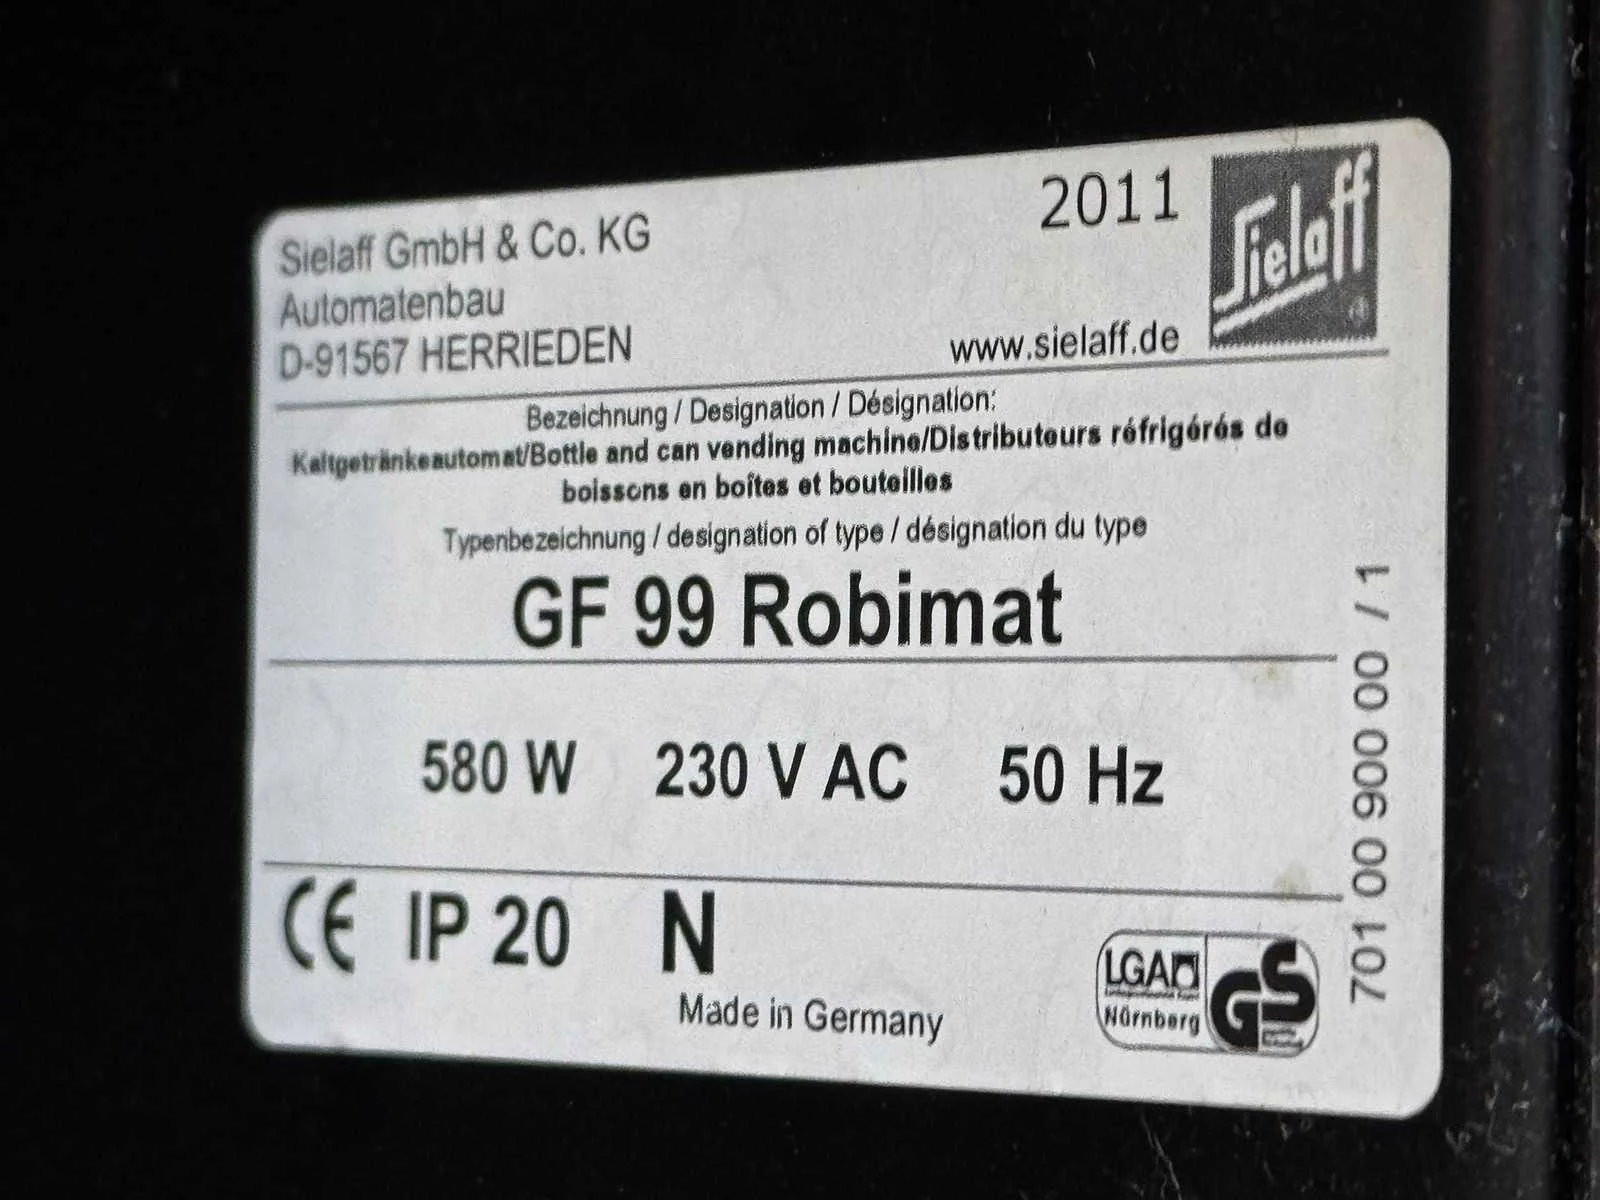 Sielaff GmbH & Co. KG
Automatenbau
D-91567 HERRIEDEN
2011
www.sielaff.de
Sielaff
Bezeichnung / Designation / Désignation:
Kaltgetränkeautomat/Bottle and can vending machine/Distributeurs réfrigérés de
boissons en boîtes et bouteilles
Typenbezeichnung / designation of type / désignation du type
GF 99 Robimat
580 W 230 V AC 50 Hz
CE IP 20 N
Made in Germany
LGA
Nürnberg
GS
701 00 900 00 / 1